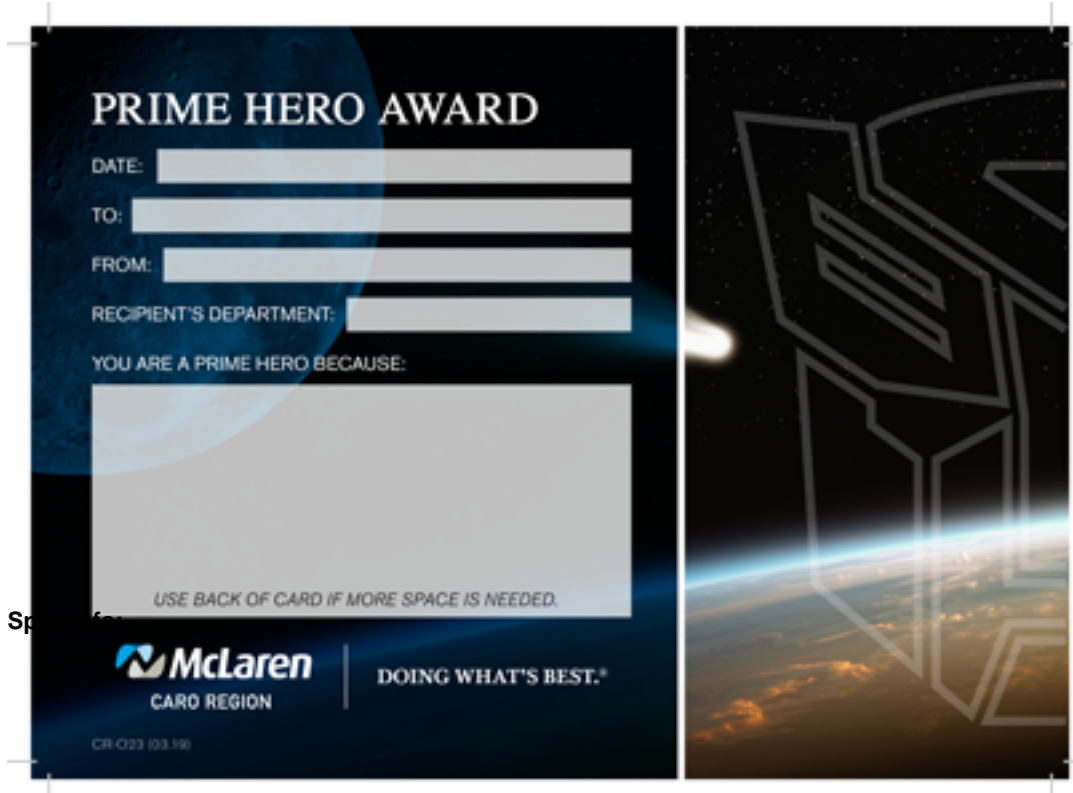 PRIME HERO AWARD
DATE:
TO:
FROM:
RECIPIENT'S DEPARTMENT:
YOU ARE A PRIME HERO BECAUSE:
USE BACK OF CARD IF MORE SPACE IS NEEDED.
McLaren
CARO REGION
DOING WHAT'S BEST.®
CR-023 (03.19)